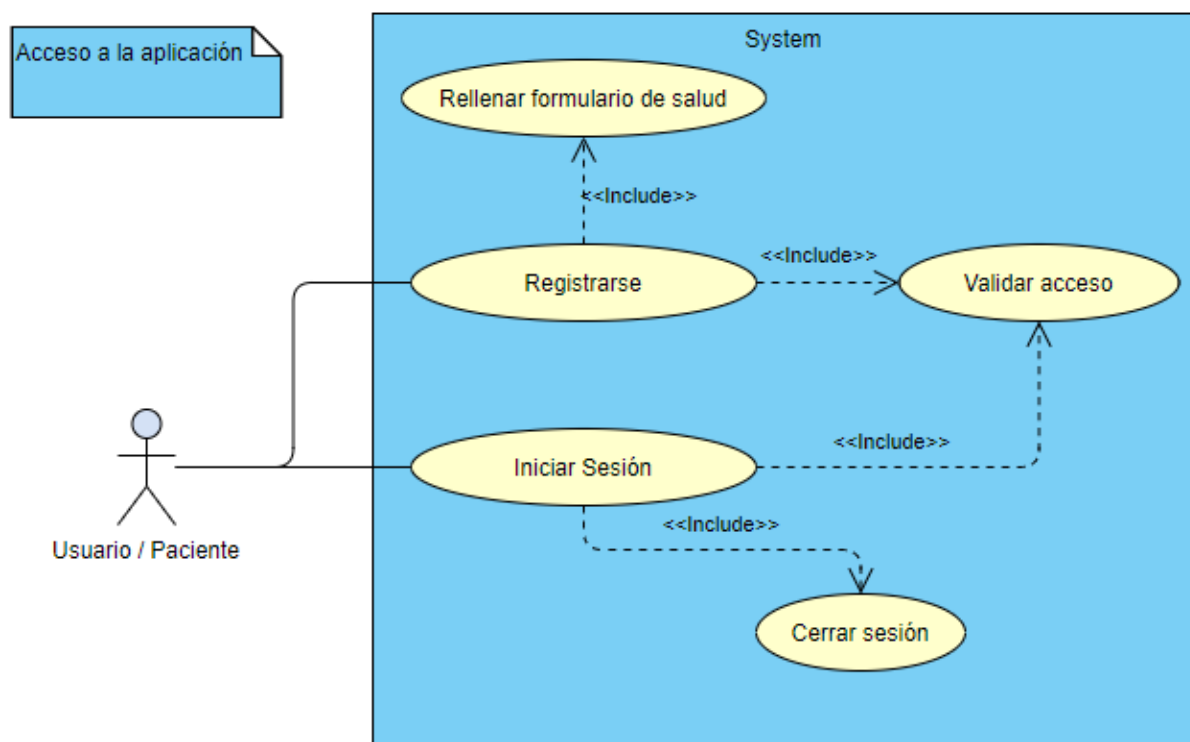 Acceso a la aplicación
System
Rellenar formulario de salud
<<Include>>
Registrarse
<<Include>>
Validar acceso
Iniciar Sesión
<<Include>>
<<Include>>
Usuario / Paciente
Cerrar sesión